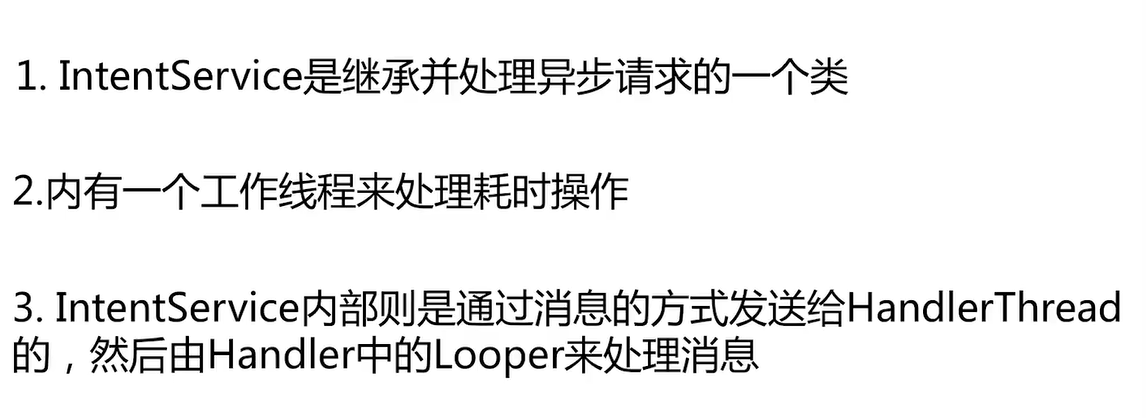 1. IntentService是继承并处理异步请求的一个类
2.内有一个工作线程来处理耗时操作
3. IntentService内部则是通过消息的方式发送给HandlerThread
的，然后由Handler中的Looper来处理消息